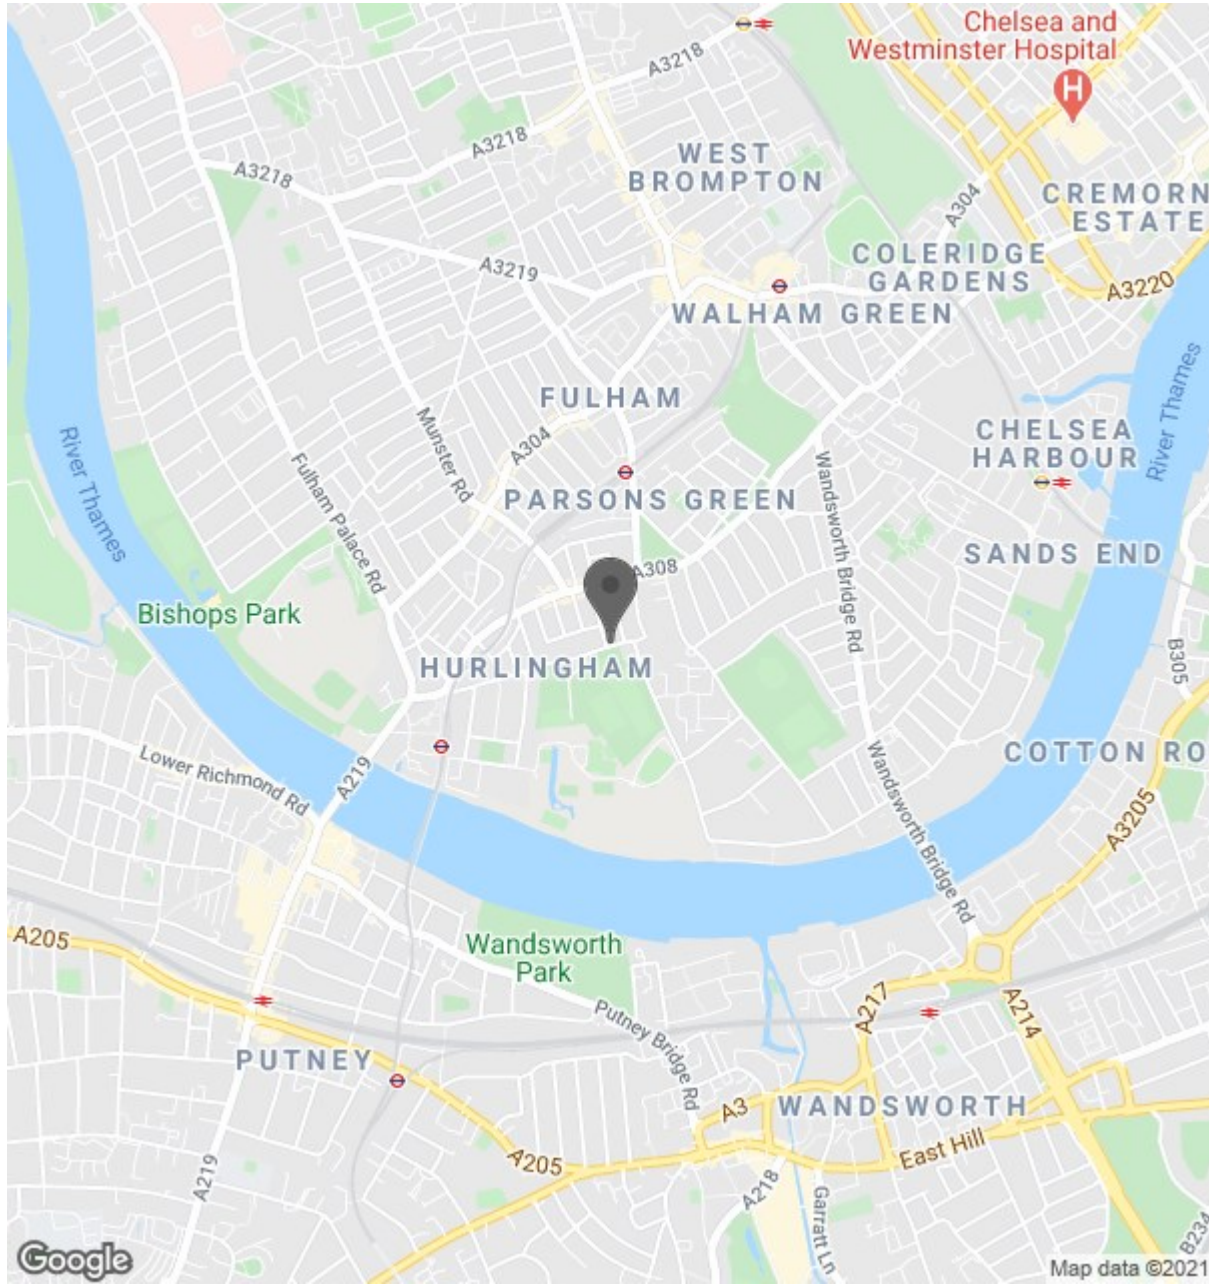 Chelsea and
Westminster Hospital
H
A3218
A3218
A3218
WEST
BROMPTON
A304
CREMORN
ESTATE
COLERIDGE
GARDENS
A3219
A3220
WALHAM GREEN
FULHAM
Munster Rd
A304
River Thames
River Thames
CHELSEA
HARBOUR
Fulham Palace Rd
PARSONS GREEN
Wandsworth Bridge Rd
SANDS END
A308
Bishops Park
HURLINGHAM
B305
Lower Richmond Rd
A219
COTTON RO
Wandsworth Bridge Rd
A3205
A205
Wandsworth
Park
A217
A214
Putney Bridge Rd
PUTNEY
A3
WANDSWORTH
A205
East Hill
A219
A218
Garratt Ln
B234
Google
Map data ©2021